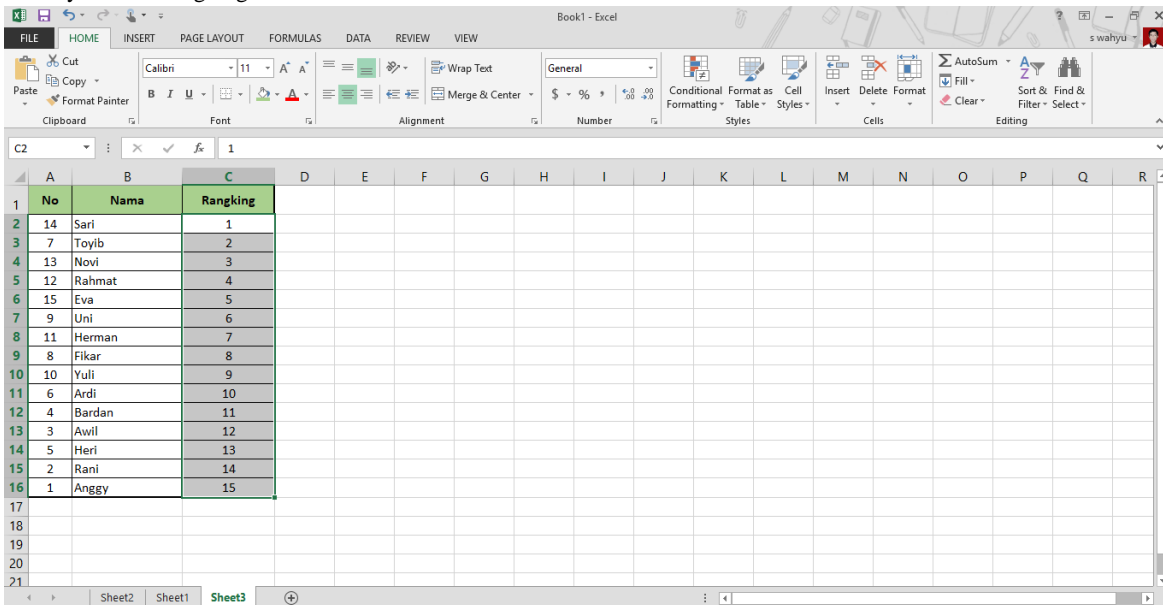 Book1 - Excel
FILE HOME INSERT PAGE LAYOUT FORMULAS DATA REVIEW VIEW s wahyu
Paste Cut Copy Format Painter Clipboard
Calibri 11 A A B I U A Font
Wrap Text Merge & Center Alignment
General $ % , .0 .00 .00 .0 Number
Conditional Formatting Format as Table Cell Styles Styles
Insert Delete Format Cells
AutoSum Fill Clear Sort & Filter Find & Select Editing
C2 fx 1
A B C D E F G H I J K L M N O P Q R
1 No Nama Rangking
2 14 Sari 1
3 7 Toyib 2
4 13 Novi 3
5 12 Rahmat 4
6 15 Eva 5
7 9 Uni 6
8 11 Herman 7
9 8 Fikar 8
10 10 Yuli 9
11 6 Ardi 10
12 4 Bardan 11
13 3 Awil 12
14 5 Heri 13
15 2 Rani 14
16 1 Anggy 15
17
18
19
20
21
Sheet2 Sheet1 Sheet3